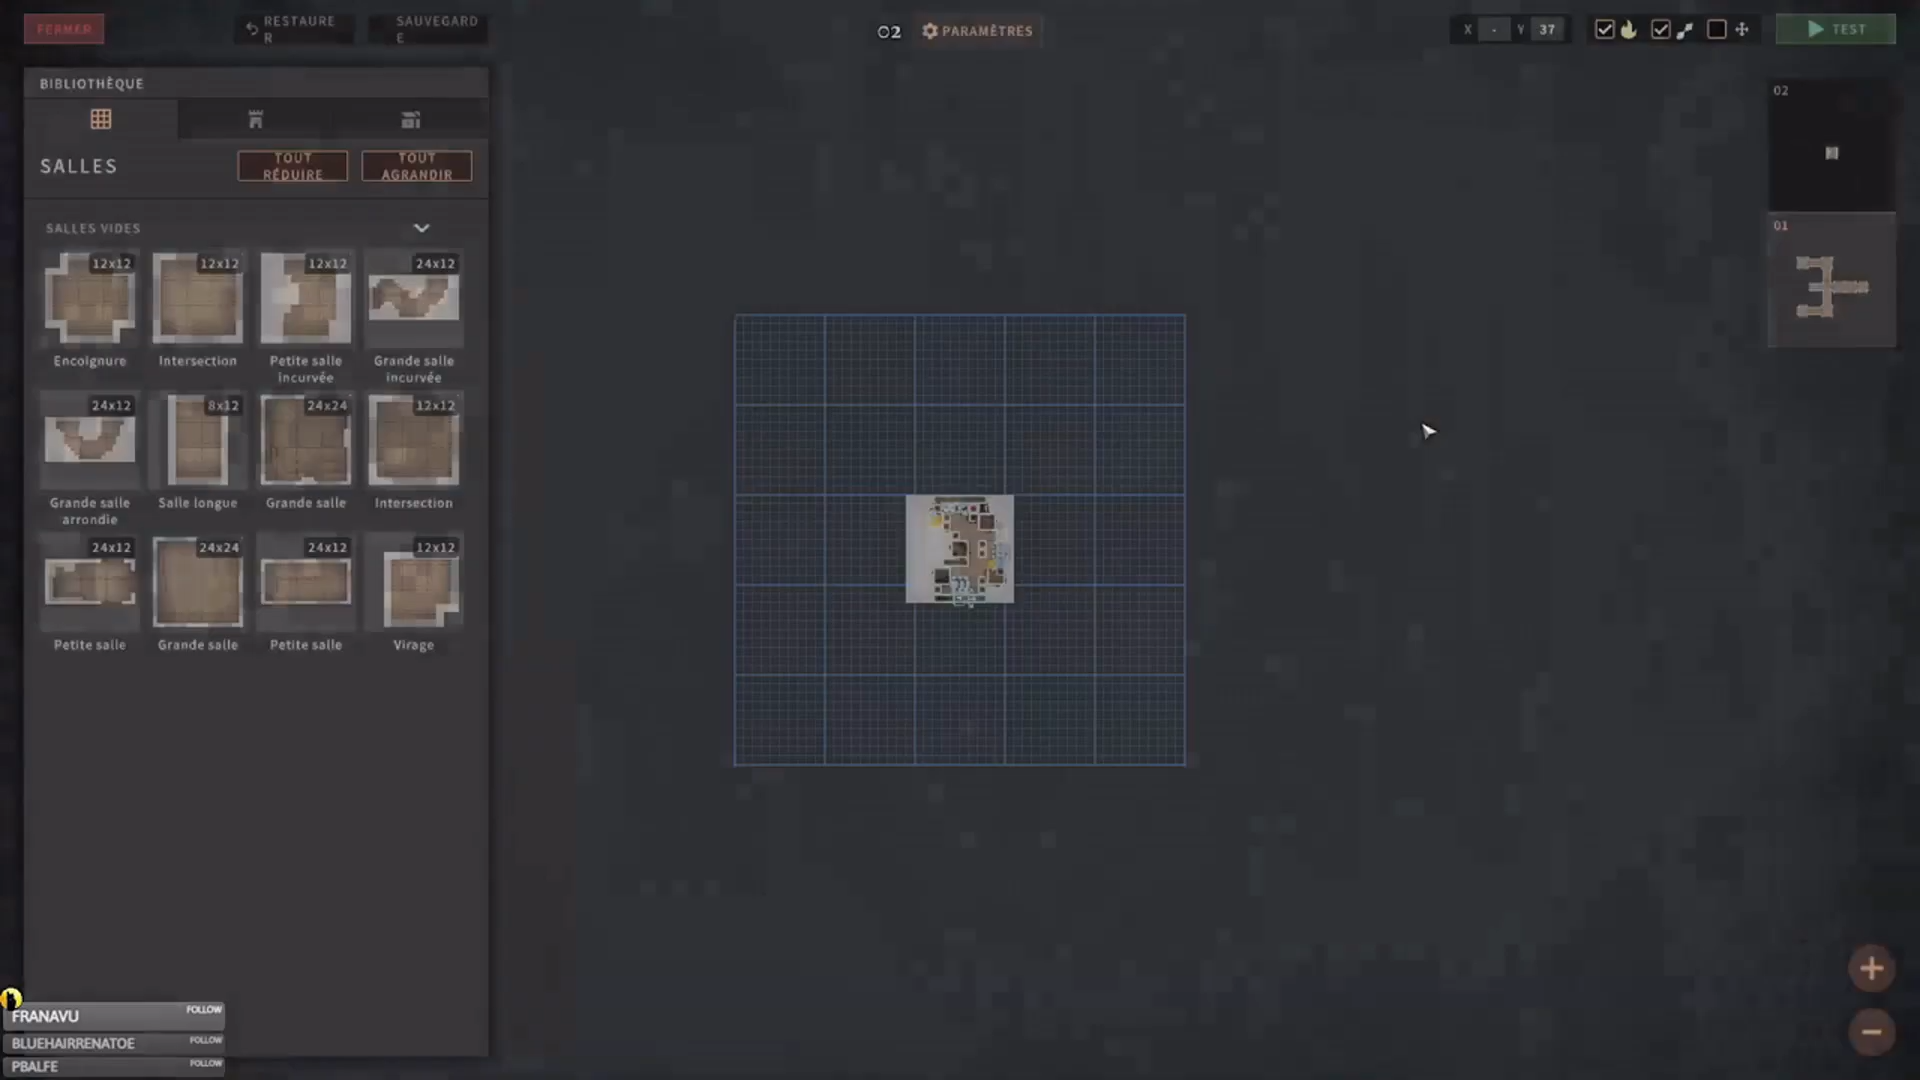 FERMER
RESTAURE
R
SAUVEGARD
E
02 PARAMÈTRES
X - Y 37
TEST
BIBLIOTHÈQUE
SALLES
TOUT
RÉDUIRE
TOUT
AGRANDIR
SALLES VIDES
12x12 12x12 12x12 24x12
Encoignure Intersection Petite salle
incurvée Grande salle
incurvée
24x12 8x12 24x24 12x12
Grande salle
arrondie Salle longue Grande salle Intersection
24x12 24x24 24x12 12x12
Petite salle Grande salle Petite salle Virage
02
01
FRANAVU FOLLOW
BLUEHAIRRENATOE FOLLOW
PBALFE FOLLOW